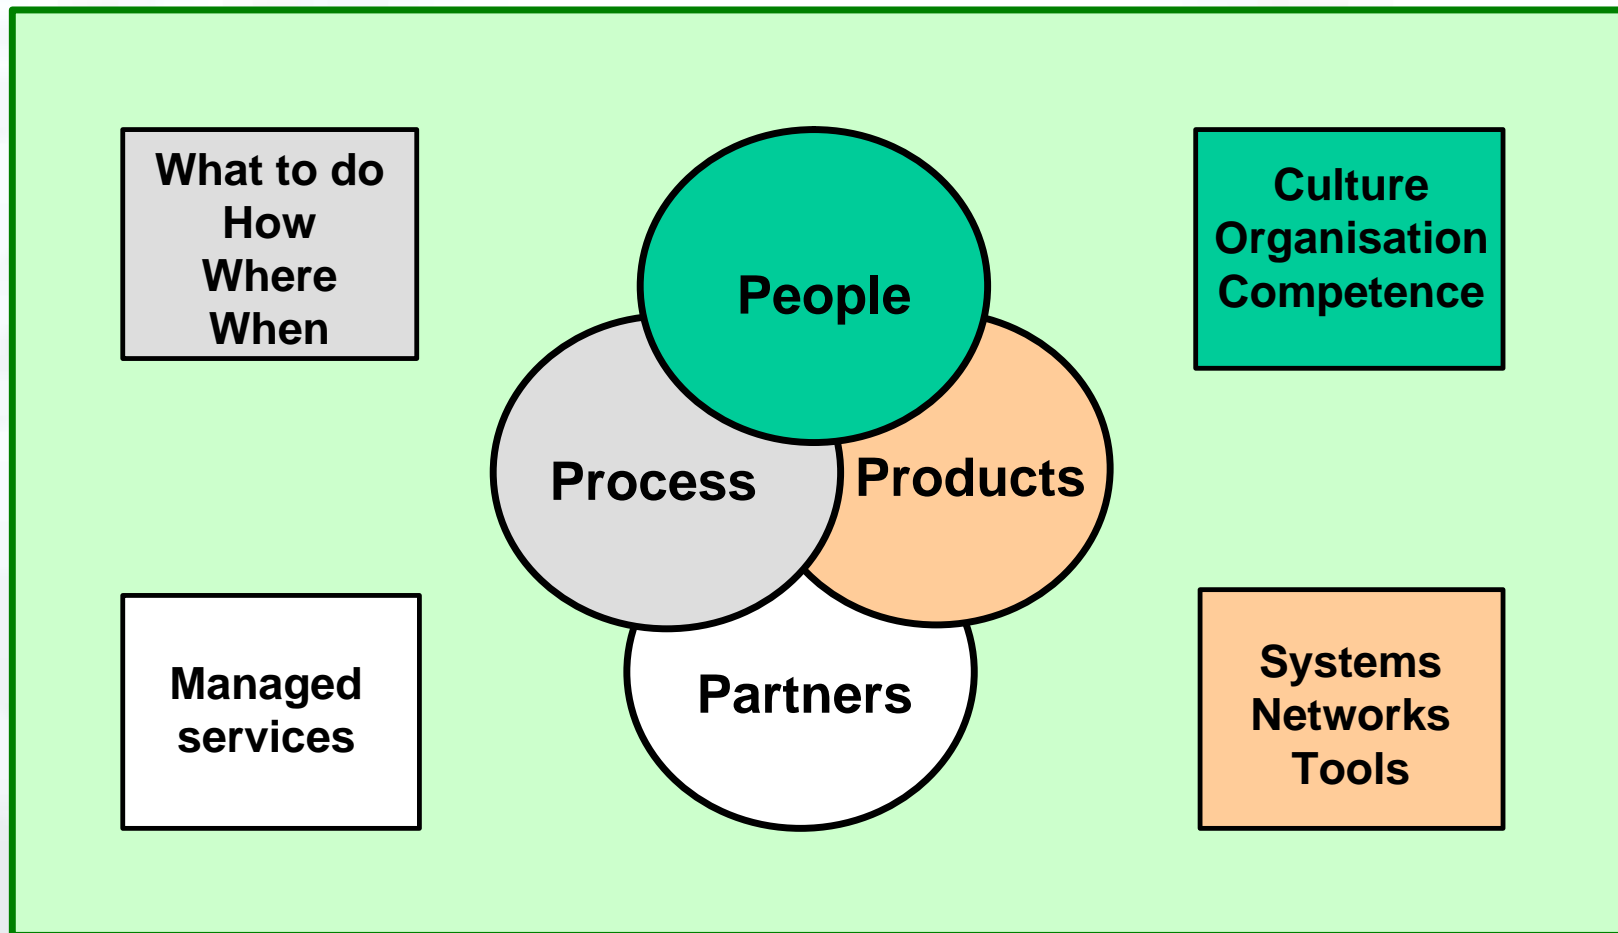 What to do
How
Where
When
People
Culture
Organisation
Competence
Process
Products
Managed
services
Partners
Systems
Networks
Tools